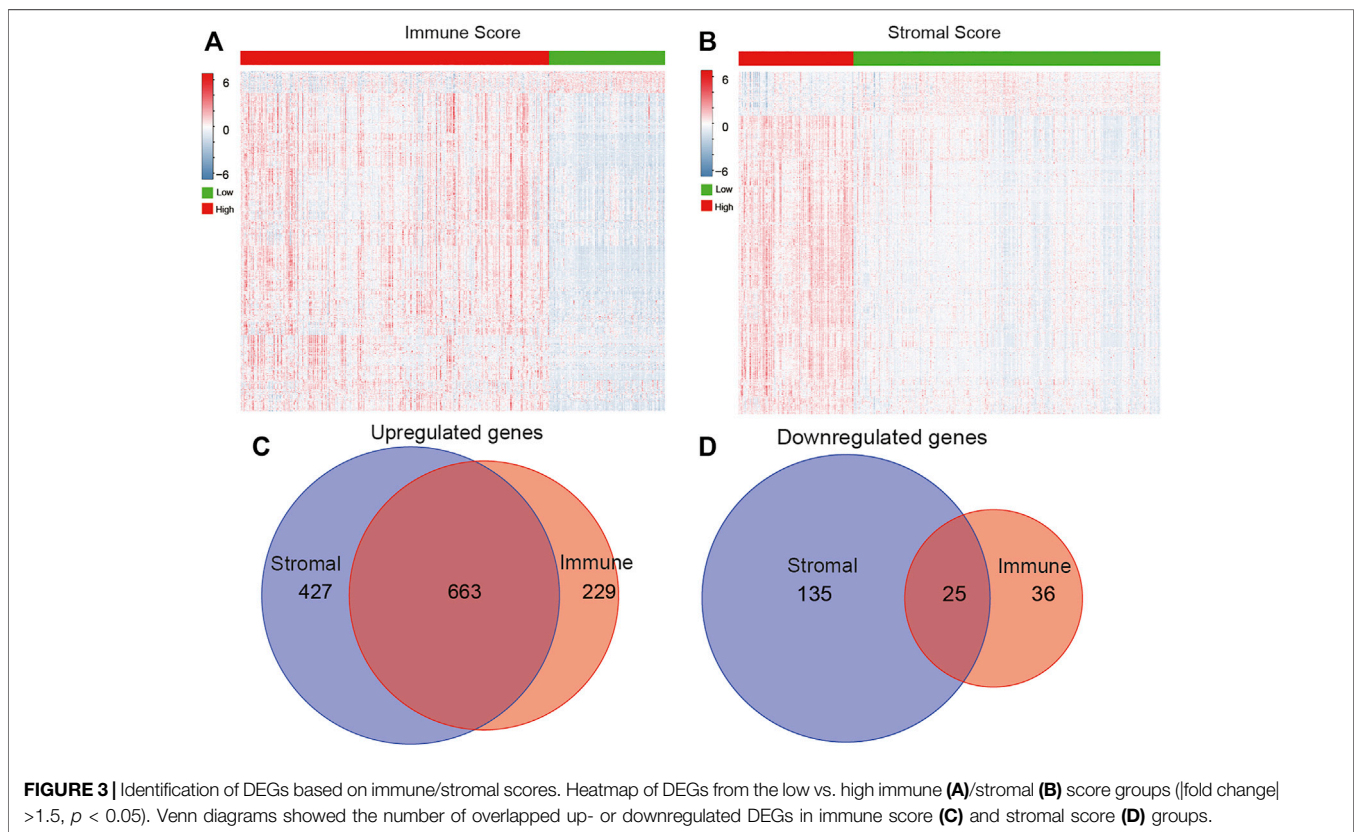 A
Immune Score
6
0
−6
Low
High
B
Stromal Score
6
0
−6
Low
High
C
Upregulated genes
Stromal
427
663
Immune
229
D
Downregulated genes
Stromal
135
25
Immune
36
FIGURE 3 | Identification of DEGs based on immune/stromal scores. Heatmap of DEGs from the low vs. high immune (A)/stromal (B) score groups (|fold change|
>1.5, p < 0.05). Venn diagrams showed the number of overlapped up- or downregulated DEGs in immune score (C) and stromal score (D) groups.